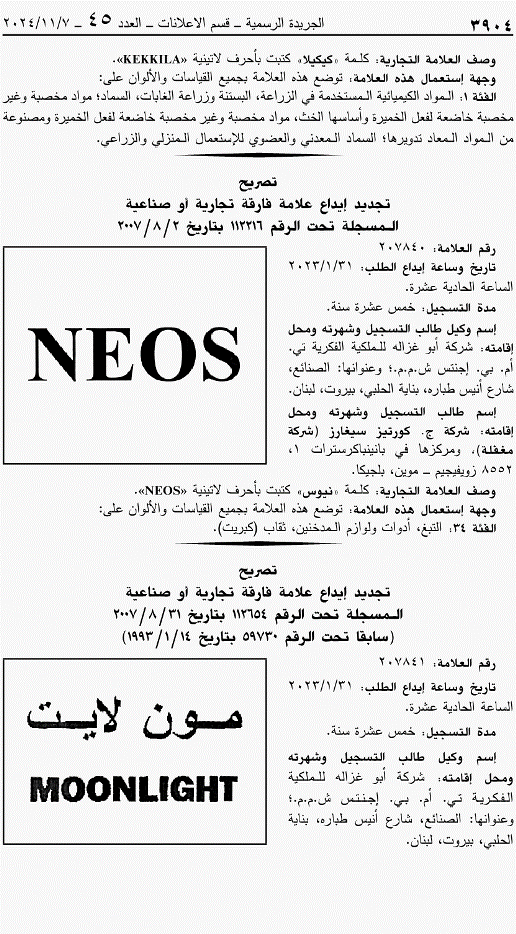 ٣٩٠٤ الجريدة الرسمية ــ قسم الاعلانات ــ العدد ٤٥ ــ ٢٠٢٤/١١/٧
وصف العلامة التجارية: كلمة «كيكيلا» كتبت بأحرف لاتينية «KEKKILA».
وجهة إستعمال هذه العلامة: توضع هذه العلامة بجميع القياسات والألوان على:
الفئة ١: المواد الكيميائية المستخدمة في الزراعة، البستنة وزراعة الغابات، السماد؛ مواد مخصبة وغير
مخصبة خاضعة لفعل الخميرة وأساسها الخث، مواد مخصبة وغير مخصبة خاضعة لفعل الخميرة ومصنوعة
من المواد المعاد تدويرها؛ السماد المعدني والعضوي للإستعمال المنزلي والزراعي.
تصريح
تجديد إيداع علامة فارقة تجارية أو صناعية
المسجلة تحت الرقم ١١٢٢١٦ بتاريخ ٢٠٠٧/٨/٢
رقم العلامة: ٢٠٧٨٤٠
تاريخ وساعة إيداع الطلب: ٢٠٢٣/١/٣١
الساعة الحادية عشرة.
مدة التسجيل: خمس عشرة سنة.
إسم وكيل طالب التسجيل وشهرته ومحل
إقامته: شركة أبو غزاله للملكية الفكرية تي.
أم. بي. إجنتس ش.م.م.؛ وعنوانها: الصنائع،
شارع أنيس طباره، بناية الحلبي، بيروت، لبنان.
إسم طالب التسجيل وشهرته ومحل
إقامته: شركة ج. كورتيز سيغارز (شركة
مغفلة)، ومركزها في بانينباكرسترات ١،
٨٥٥٢ زويفيجيم ــ موين، بلجيكا.
NEOS
وصف العلامة التجارية: كلمة «نيوس» كتبت بأحرف لاتينية «NEOS».
وجهة إستعمال هذه العلامة: توضع هذه العلامة بجميع القياسات والألوان على:
الفئة ٣٤: التبغ، أدوات ولوازم المدخنين، ثقاب (كبريت).
تصريح
تجديد إيداع علامة فارقة تجارية أو صناعية
المسجلة تحت الرقم ١١٢٦٥٤ بتاريخ ٢٠٠٧/٨/٣١
(سابقا تحت الرقم ٥٩٧٣٠ بتاريخ ١٩٩٣/١/١٤)
رقم العلامة: ٢٠٧٨٤١
تاريخ وساعة إيداع الطلب: ٢٠٢٣/١/٣١
الساعة الحادية عشرة.
مدة التسجيل: خمس عشرة سنة.
إسم وكيل طالب التسجيل وشهرته
ومحل إقامته: شركة أبو غزاله للملكية
الفكرية تي. أم. بي. إجنتس ش.م.م.؛
وعنوانها: الصنائع، شارع أنيس طباره، بناية
الحلبي، بيروت، لبنان.
مون لايت
MOONLIGHT